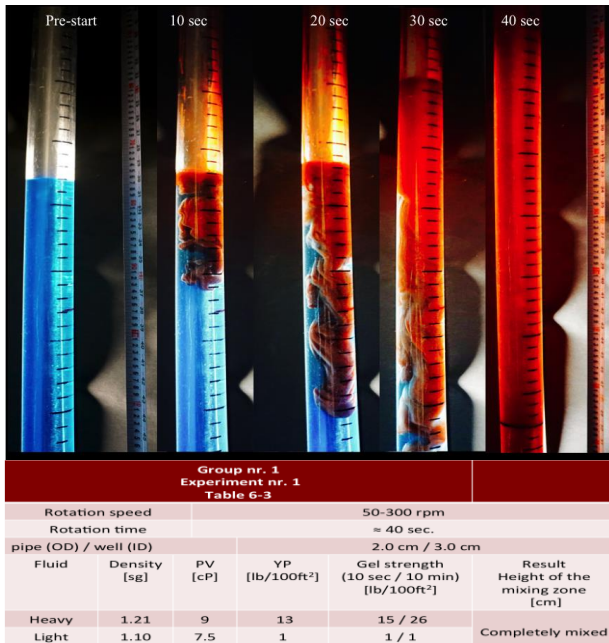 Pre-start 10 sec 20 sec 30 sec 40 sec
Group nr. 1
Experiment nr. 1
Table 6-3
Rotation speed 50-300 rpm
Rotation time ≈ 40 sec.
pipe (OD) / well (ID) 2.0 cm / 3.0 cm
Fluid Density PV YP Gel strength Result
[sg] [cP] [lb/100ft²] (10 sec / 10 min) Height of the
[lb/100ft²] mixing zone
[cm]
Heavy 1.21 9 13 15 / 26
Completely mixed
Light 1.10 7.5 1 1 / 1